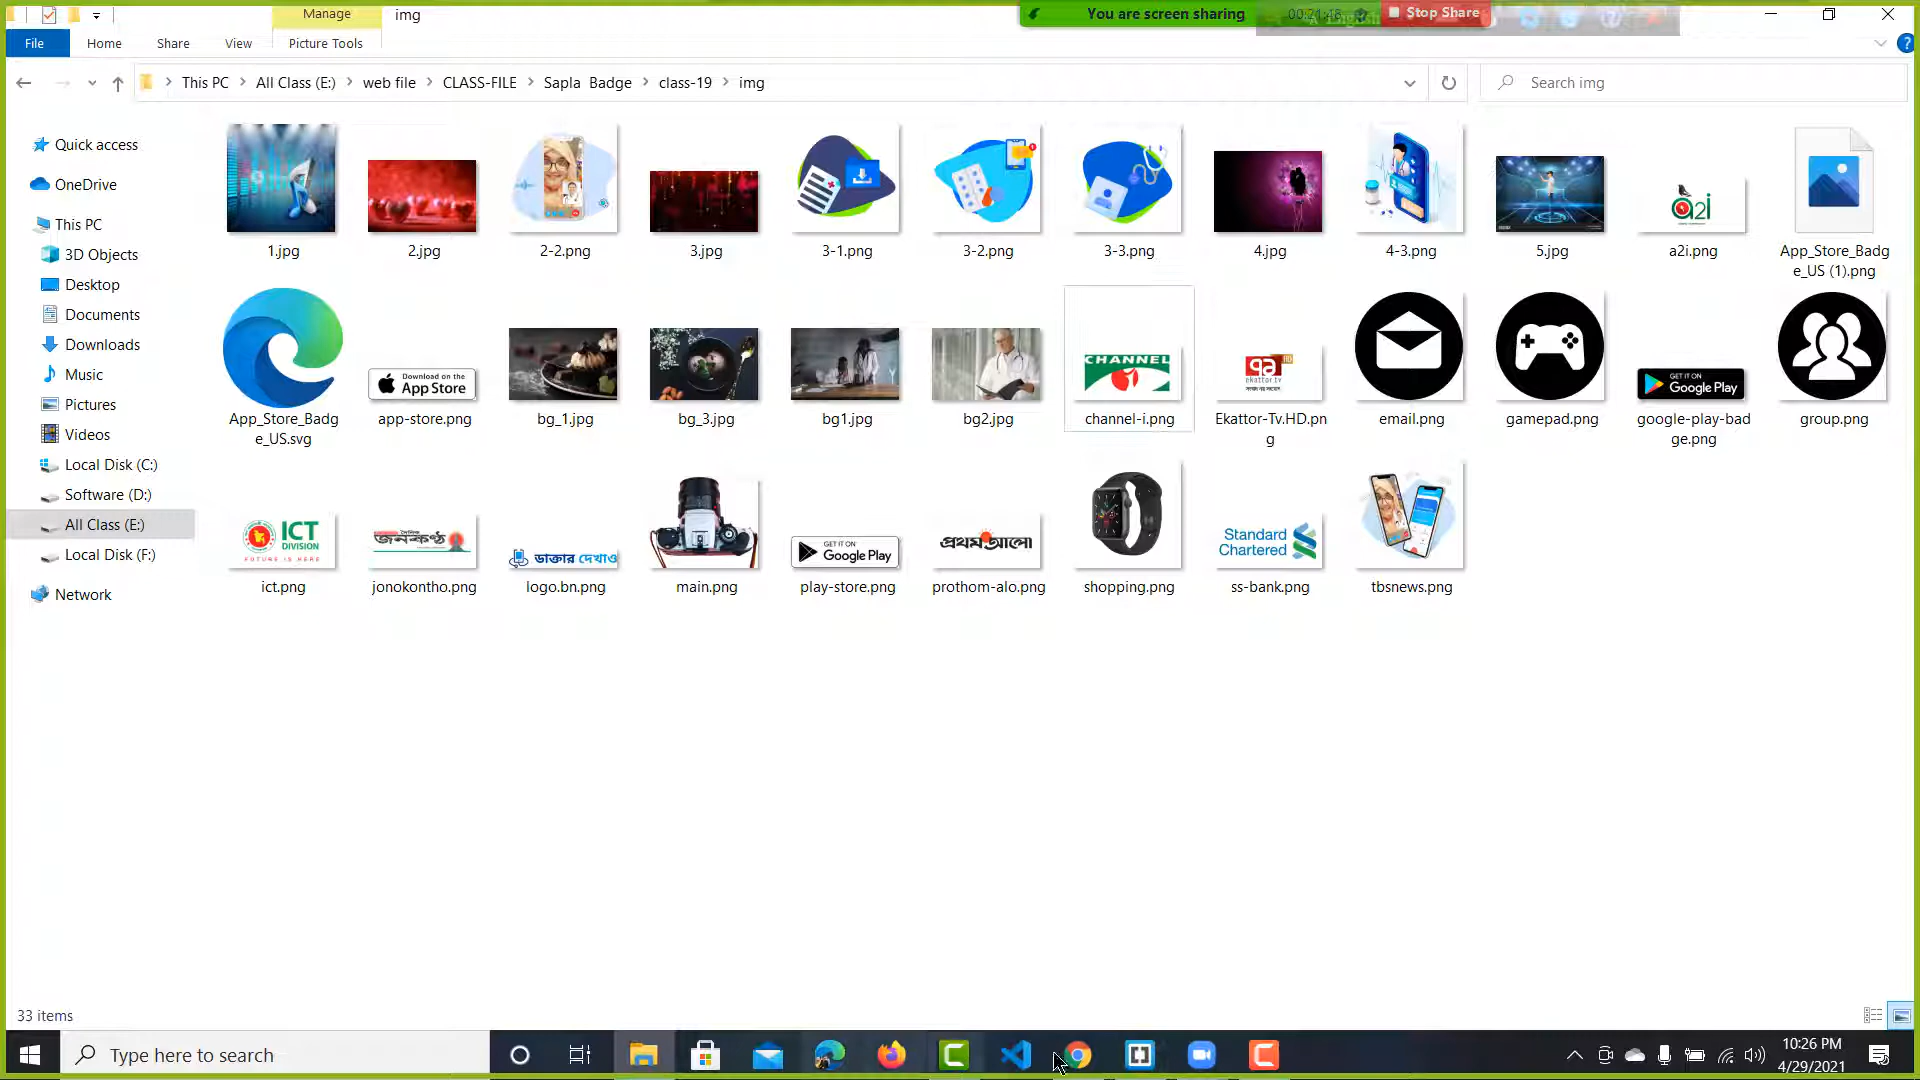 Manage
img
You are screen sharing
Stop Share
File
Home
Share
View
Picture Tools
This PC
All Class (E:)
web file
CLASS-FILE
Sapla Badge
class-19
img
Search img
Quick access
OneDrive
This PC
3D Objects
Desktop
Documents
Downloads
Music
Pictures
Videos
Local Disk (C:)
Software (D:)
All Class (E:)
Local Disk (F:)
Network
1.jpg
2.jpg
2-2.png
3.jpg
3-1.png
3-2.png
3-3.png
4.jpg
4-3.png
5.jpg
a2i
a2i.png
App_Store_Badg
e_US (1).png
App_Store_Badg
e_US.svg
Download on the
App Store
app-store.png
bg_1.jpg
bg_3.jpg
bg1.jpg
bg2.jpg
CHANNEL
channel-i.png
ekattor.tv
Ekattor-Tv.HD.pn
g
email.png
gamepad.png
GET IT ON
Google Play
google-play-bad
ge.png
group.png
ICT
DIVISION
FUTURE IS HERE
ict.png
জনকণ্ঠ
jonokontho.png
ডাক্তার দেখাও
logo.bn.png
main.png
GET IT ON
Google Play
play-store.png
প্রথম আলো
prothom-alo.png
shopping.png
Standard
Chartered
ss-bank.png
tbsnews.png
33 items
Type here to search
10:26 PM
4/29/2021